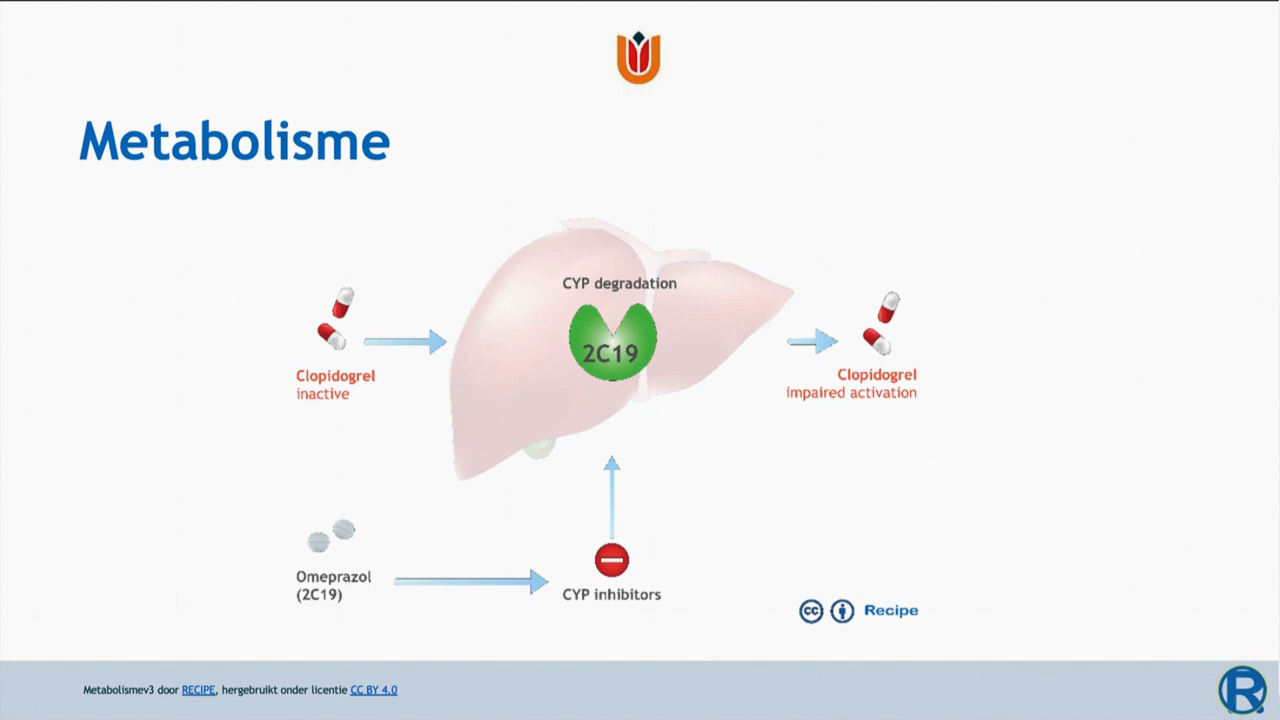 Metabolisme
CYP degradation
2C19
Clopidogrel
inactive
Clopidogrel
impaired activation
Omeprazol
(2C19)
CYP inhibitors
cc Recipe
Metabolismev3 door RECIPE, hergebruikt onder licentie CC BY 4.0
R